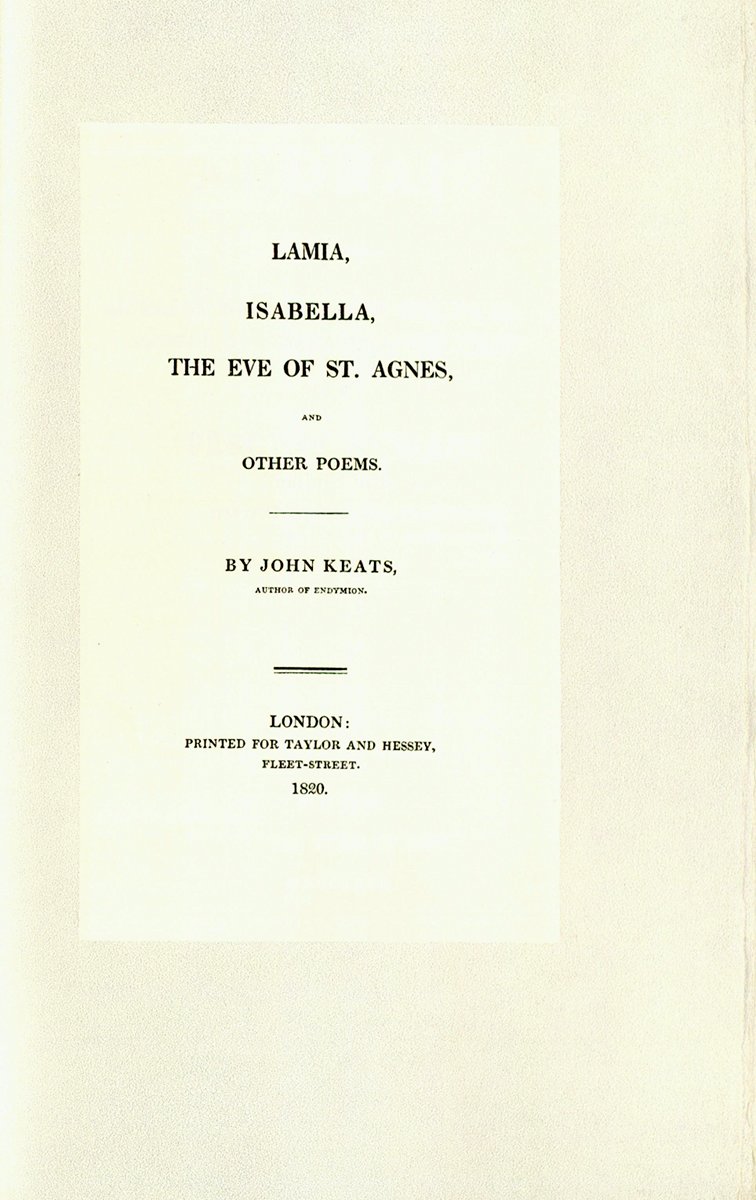 LAMIA,
ISABELLA,
THE EVE OF ST. AGNES,
AND
OTHER POEMS.
BY JOHN KEATS,
AUTHOR OF ENDYMION.
LONDON:
PRINTED FOR TAYLOR AND HESSEY,
FLEET-STREET.
1820.